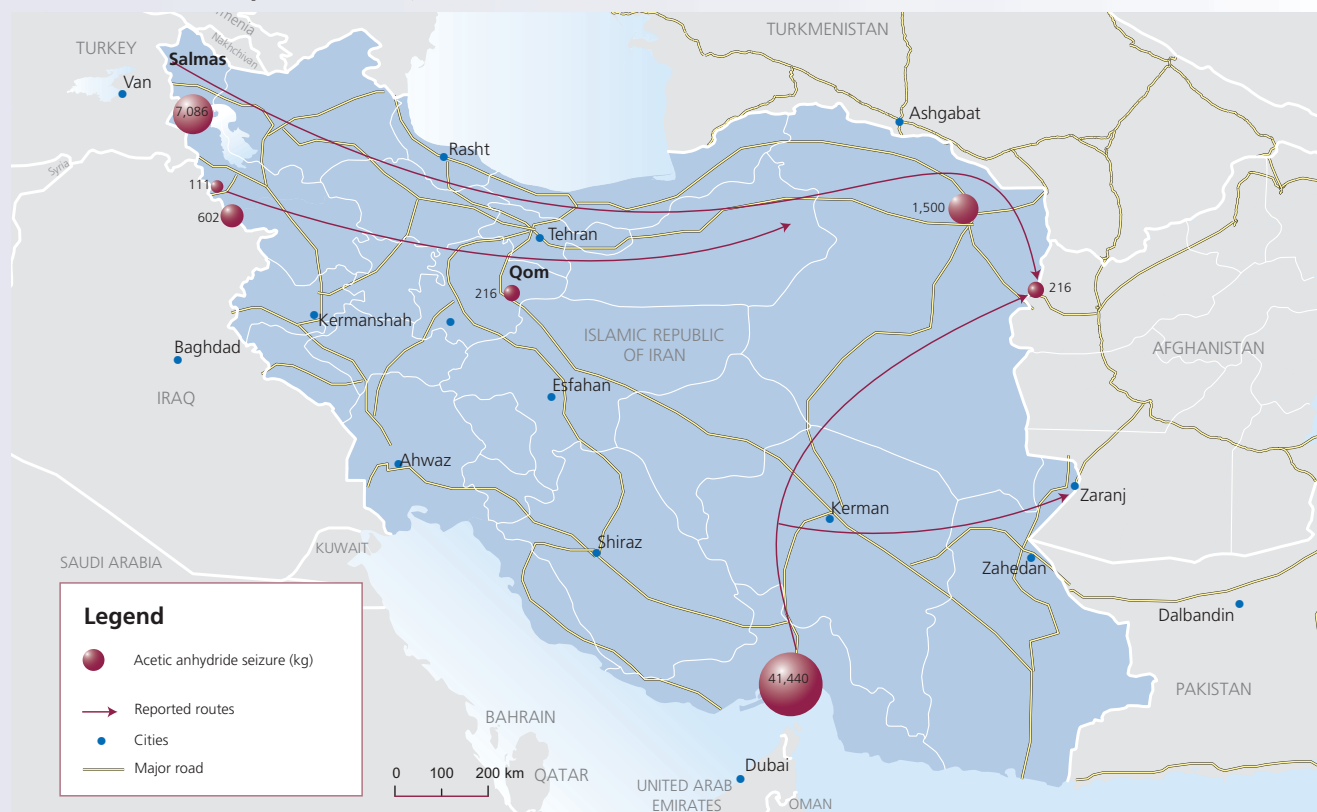 TURKMENISTAN
TURKEY
Armenia
Nakhchivan
Salmas
Van
7,086
Ashgabat
Rasht
Syria
111
602
1,500
Tehran
Qom
216
216
Kermanshah
ISLAMIC REPUBLIC
OF IRAN
AFGHANISTAN
Baghdad
IRAQ
Esfahan
Ahwaz
Zaranj
Kerman
Shiraz
KUWAIT
SAUDI ARABIA
Zahedan
Dalbandin
Legend
Acetic anhydride seizure (kg)
Reported routes
Cities
Major road
41,440
PAKISTAN
BAHRAIN
0 100 200 km
QATAR
Dubai
UNITED ARAB
EMIRATES
OMAN